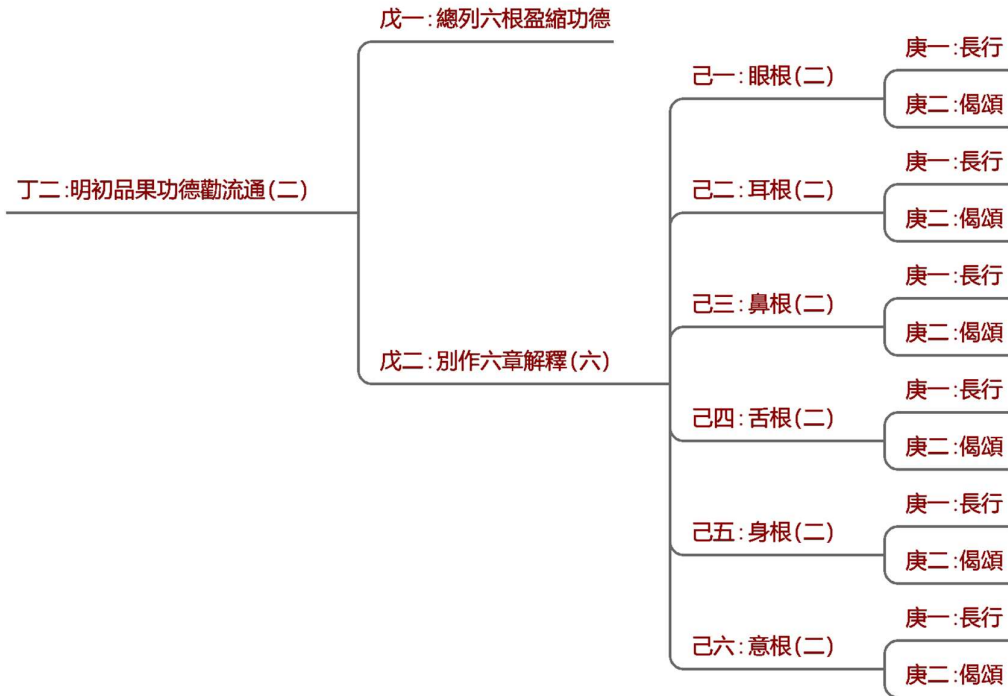 丁二:明初品果功德勸流通(二)
戊一:總列六根盈縮功德
戊二:別作六章解釋(六)
己一:眼根(二)
庚一:長行
庚二:偈頌
己二:耳根(二)
庚一:長行
庚二:偈頌
己三:鼻根(二)
庚一:長行
庚二:偈頌
己四:舌根(二)
庚一:長行
庚二:偈頌
己五:身根(二)
庚一:長行
庚二:偈頌
己六:意根(二)
庚一:長行
庚二:偈頌